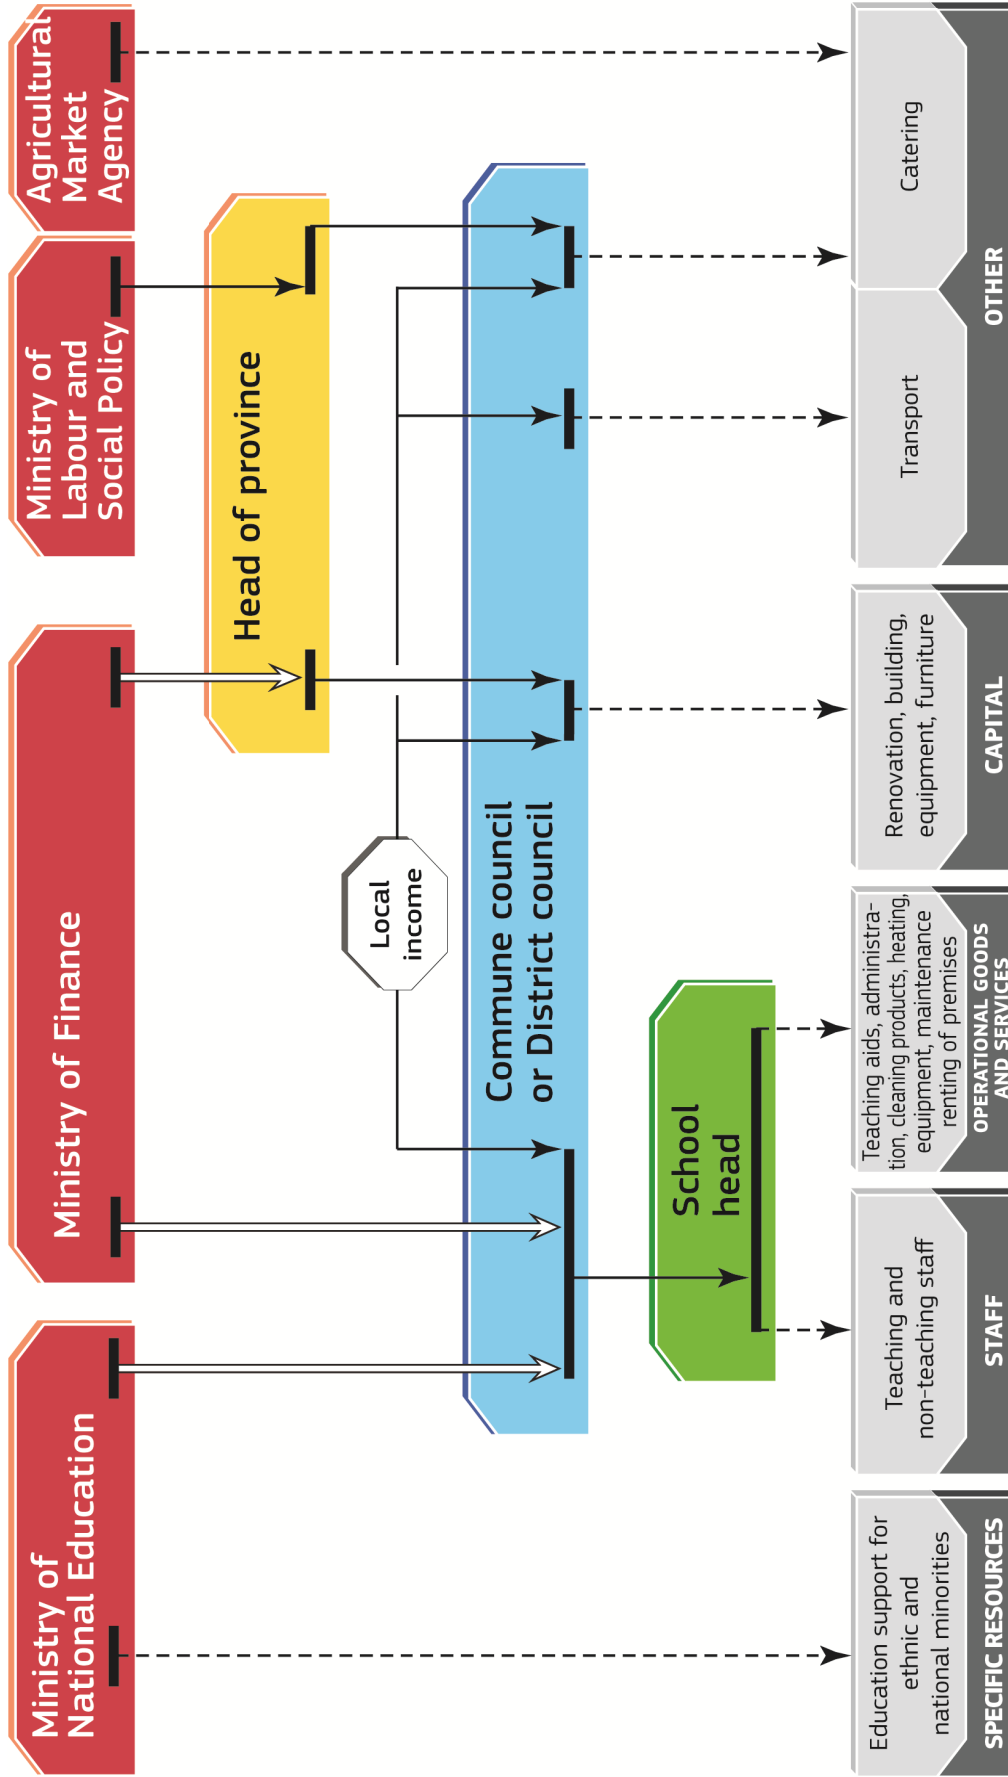 Ministry of
National Education
Ministry of Finance
Ministry of
Labour and
Social Policy
Agricultural
Market
Agency
Head of province
Local
income
Commune council
or District council
School
head
Education support for
ethnic and
national minorities
SPECIFIC RESOURCES
Teaching and
non-teaching staff
STAFF
Teaching aids, administra-
tion, cleaning products, heating,
equipment, maintenance
renting of premises
OPERATIONAL GOODS
AND SERVICES
Renovation, building,
equipment, furniture
CAPITAL
Transport
Catering
OTHER